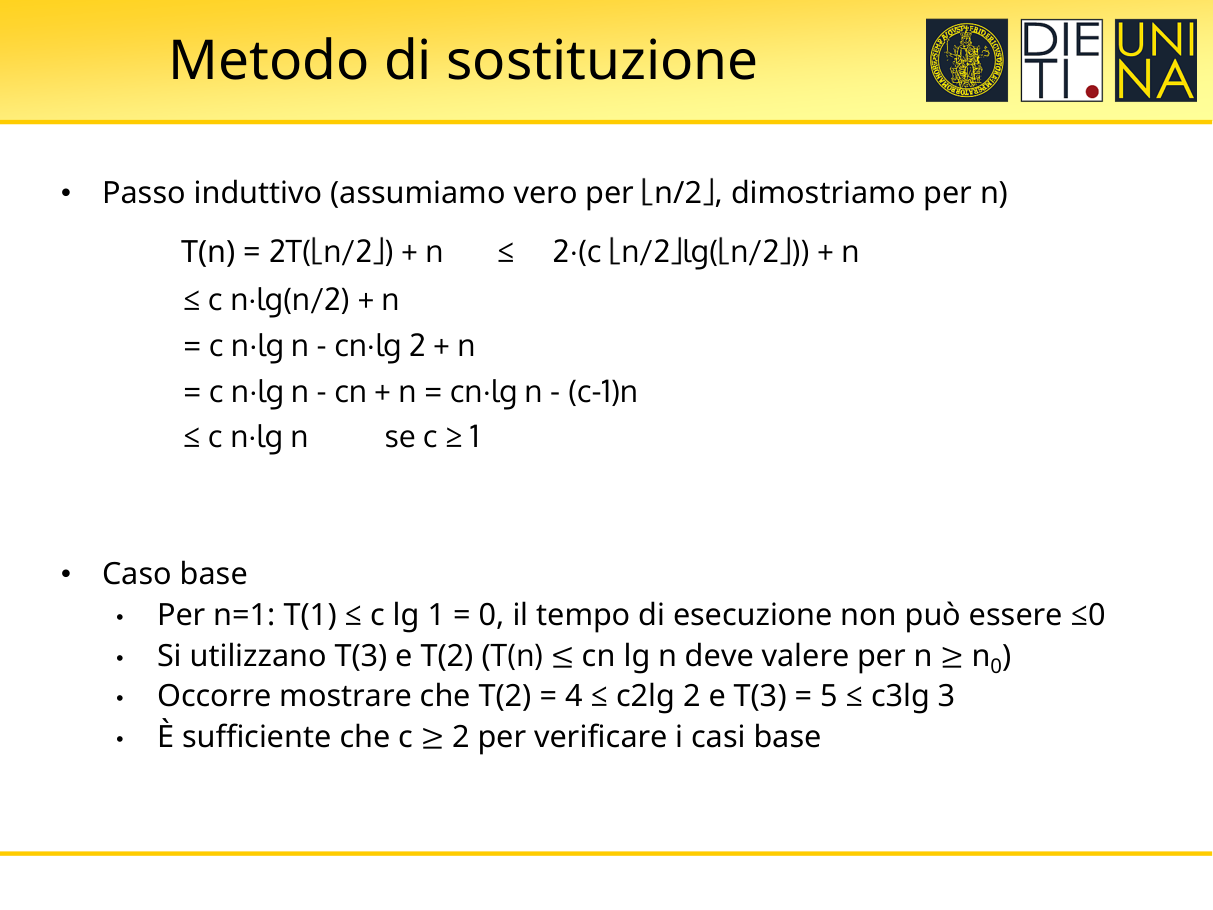 Metodo di sostituzione
DIE
TI.
UNI
NA
• Passo induttivo (assumiamo vero per ⌊n/2⌋, dimostriamo per n)
T(n) = 2T(⌊n/2⌋) + n ≤ 2·(c ⌊n/2⌋lg(⌊n/2⌋)) + n
≤ c n·lg(n/2) + n
= c n·lg n - cn·lg 2 + n
= c n·lg n - cn + n = cn·lg n - (c-1)n
≤ c n·lg n se c ≥ 1
• Caso base
• Per n=1: T(1) ≤ c lg 1 = 0, il tempo di esecuzione non può essere ≤0
• Si utilizzano T(3) e T(2) (T(n) ≤ cn lg n deve valere per n ≥ n₀)
• Occorre mostrare che T(2) = 4 ≤ c2lg 2 e T(3) = 5 ≤ c3lg 3
• È sufficiente che c ≥ 2 per verificare i casi base